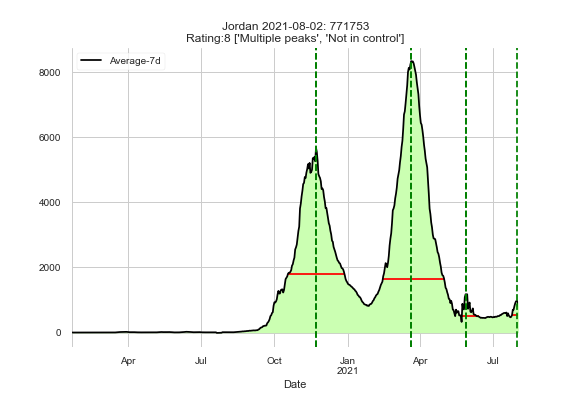 Jordan 2021-08-02: 771753
Rating:8 ['Multiple peaks', 'Not in control']
Average-7d
8000
6000
4000
2000
0
Apr
Jul
Oct
Jan
2021
Apr
Jul
Date